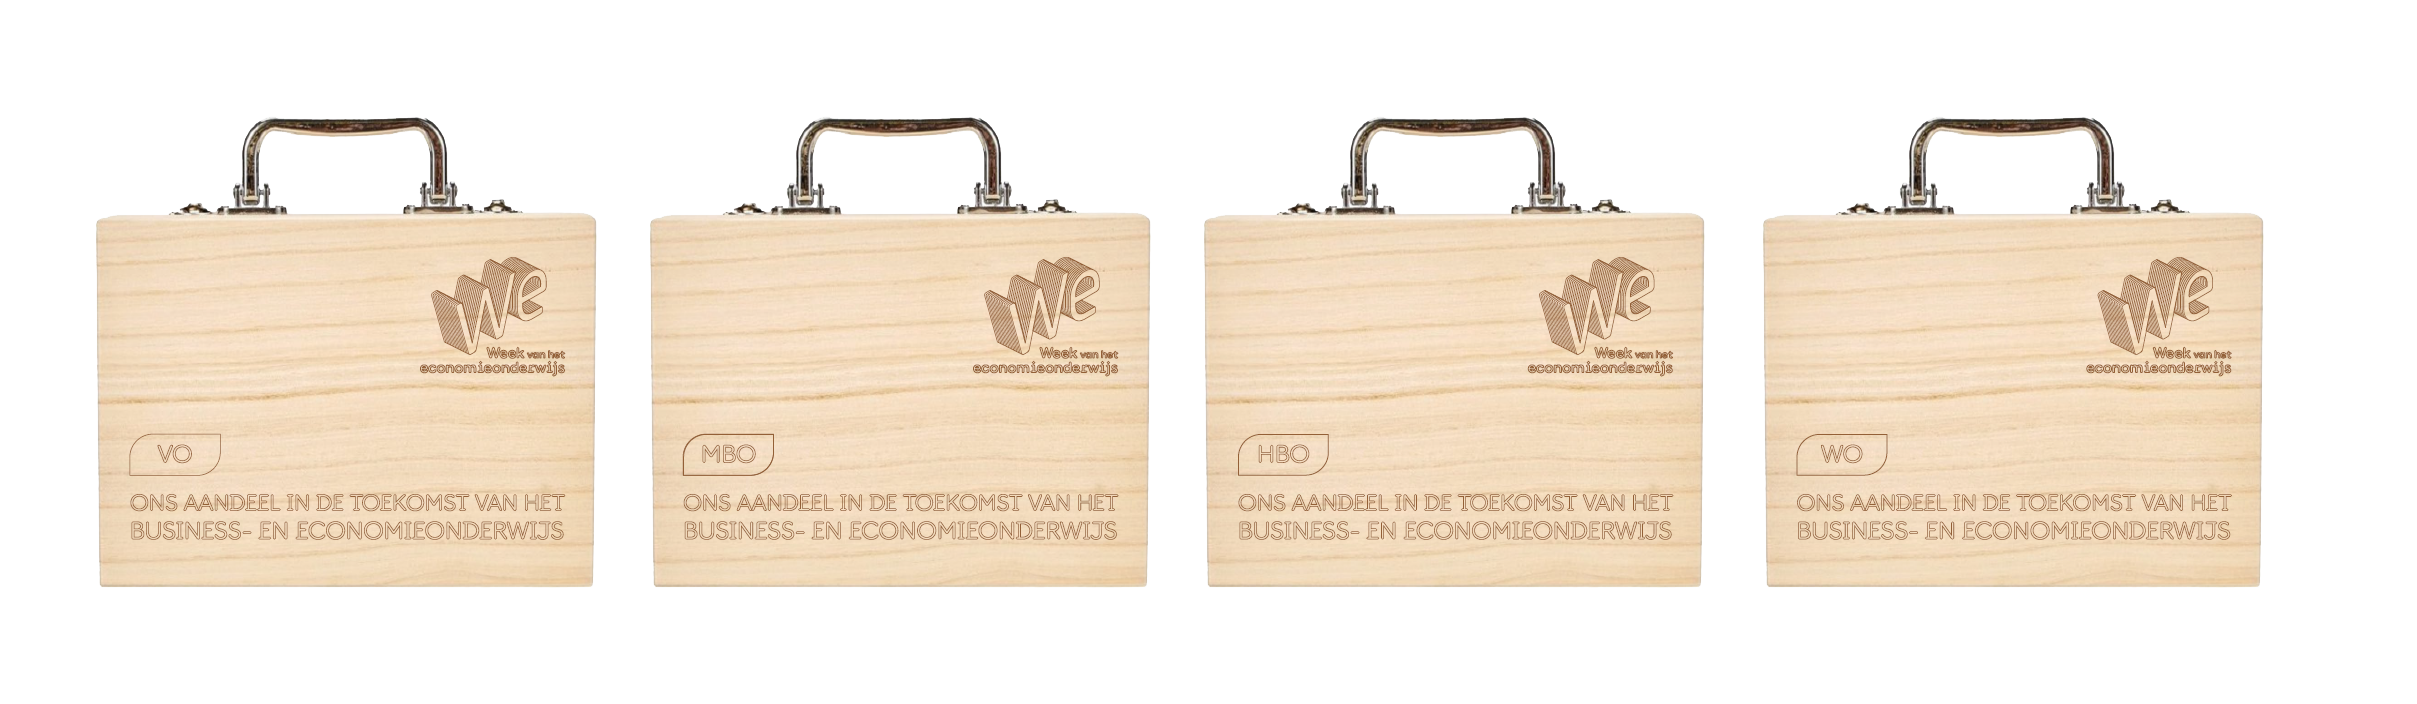 We
Week van het
economieonderwijs
VO
ONS AANDEEL IN DE TOEKOMST VAN HET
BUSINESS- EN ECONOMIEONDERWIJS
We
Week van het
economieonderwijs
MBO
ONS AANDEEL IN DE TOEKOMST VAN HET
BUSINESS- EN ECONOMIEONDERWIJS
We
Week van het
economieonderwijs
HBO
ONS AANDEEL IN DE TOEKOMST VAN HET
BUSINESS- EN ECONOMIEONDERWIJS
We
Week van het
economieonderwijs
WO
ONS AANDEEL IN DE TOEKOMST VAN HET
BUSINESS- EN ECONOMIEONDERWIJS